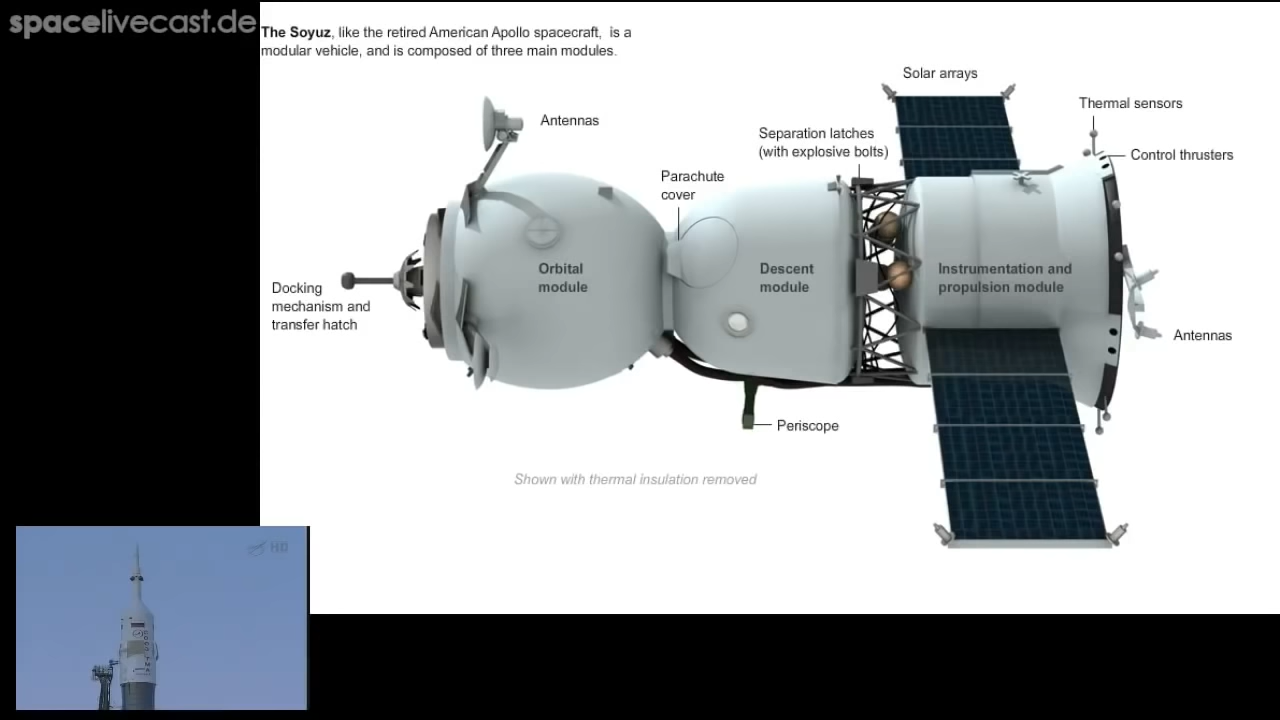 spacelivecast.de
The Soyuz, like the retired American Apollo spacecraft, is a
modular vehicle, and is composed of three main modules.
Solar arrays
Thermal sensors
Antennas
Separation latches
(with explosive bolts)
Control thrusters
Parachute
cover
Orbital
module
Descent
module
Instrumentation and
propulsion module
Docking
mechanism and
transfer hatch
Antennas
Periscope
Shown with thermal insulation removed
HD